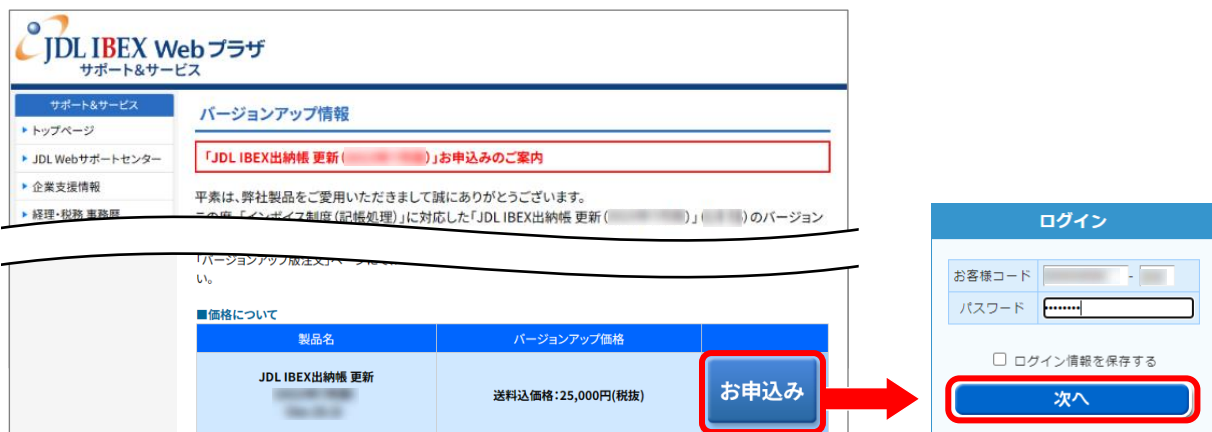 JDL IBEX Webプラザ
サポート&サービス
サポート&サービス
トップページ
JDL Webサポートセンター
企業支援情報
経理・税務 事務暦
バージョンアップ情報
「JDL IBEX出納帳 更新( )」お申込みのご案内
平素は、弊社製品をご愛用いただきまして誠にありがとうございます。
この度、「インボイス制度(記帳処理)」に対応した「JDL IBEX出納帳 更新( )」( )のバージョン
「バージョンアップ版注文」ページにて
い。
■価格について
製品名
バージョンアップ価格
JDL IBEX出納帳 更新
送料込価格:25,000円(税抜)
お申込み
ログイン
お客様コード
-
パスワード
••••••••
ログイン情報を保存する
次へ